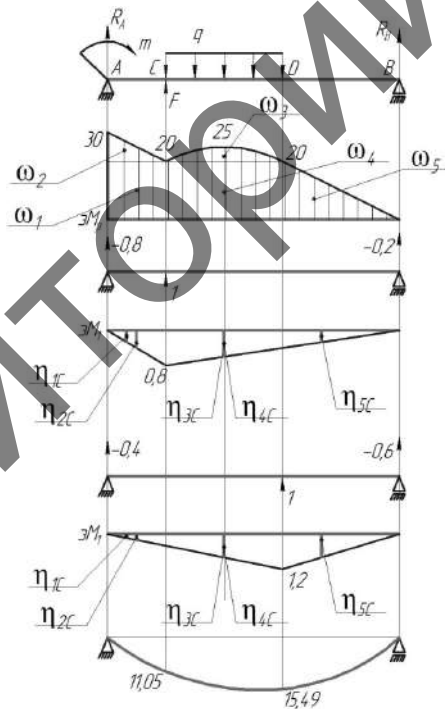 R_A
R_B
m
q
A
C
D
B
F
ω_3
30
20
25
20
ω_2
ω_4
ω_1
ω_5
эM_1
-0,8
-0,2
1
эM_1
η_1C
0,8
η_2C
η_3C
η_4C
η_5C
-0,4
-0,6
1
эM_1
η_1C
1,2
η_2C
η_3C
η_4C
η_5C
11,05
15,49